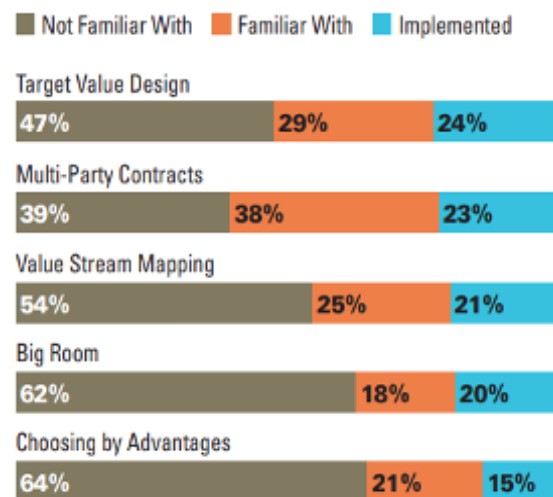 Not Familiar With Familiar With Implemented
Target Value Design
47% 29% 24%
Multi-Party Contracts
39% 38% 23%
Value Stream Mapping
54% 25% 21%
Big Room
62% 18% 20%
Choosing by Advantages
64% 21% 15%